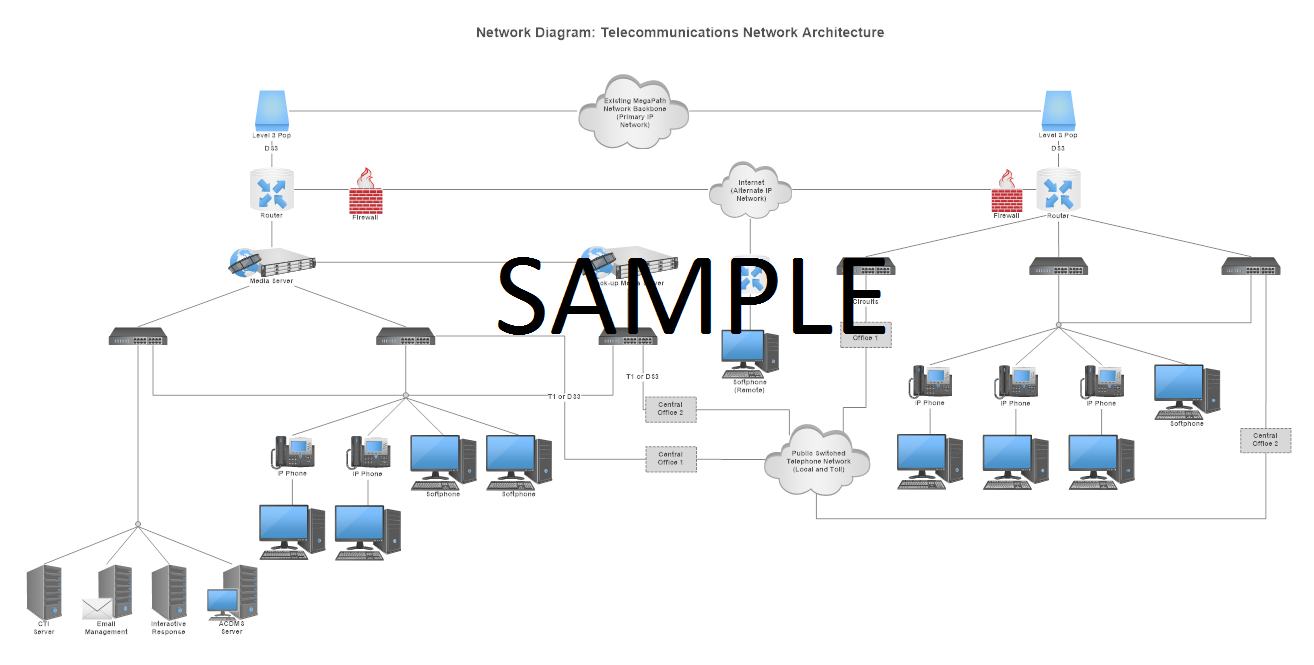 Network Diagram: Telecommunications Network Architecture
Existing MegaPath
Network Backbone
(Primary IP
Network)
Level 3 Pop
Level 3 Pop
DS3
DS3
Internet
(Alternate IP
Network)
Router
Firewall
Firewall
Router
Media Server
SAMPLE
Circuits
Office 1
T1 or DS3
Softphone
(Remote)
T1 or DS3
Central
Office 2
IP Phone
IP Phone
IP Phone
Softphone
Central
Office 2
Central
Office 1
Public Switched
Telephone Network
(Local and Toll)
IP Phone
IP Phone
Softphone
Softphone
CTI
Server
Email
Management
Interactive
Response
ACDMS
Server